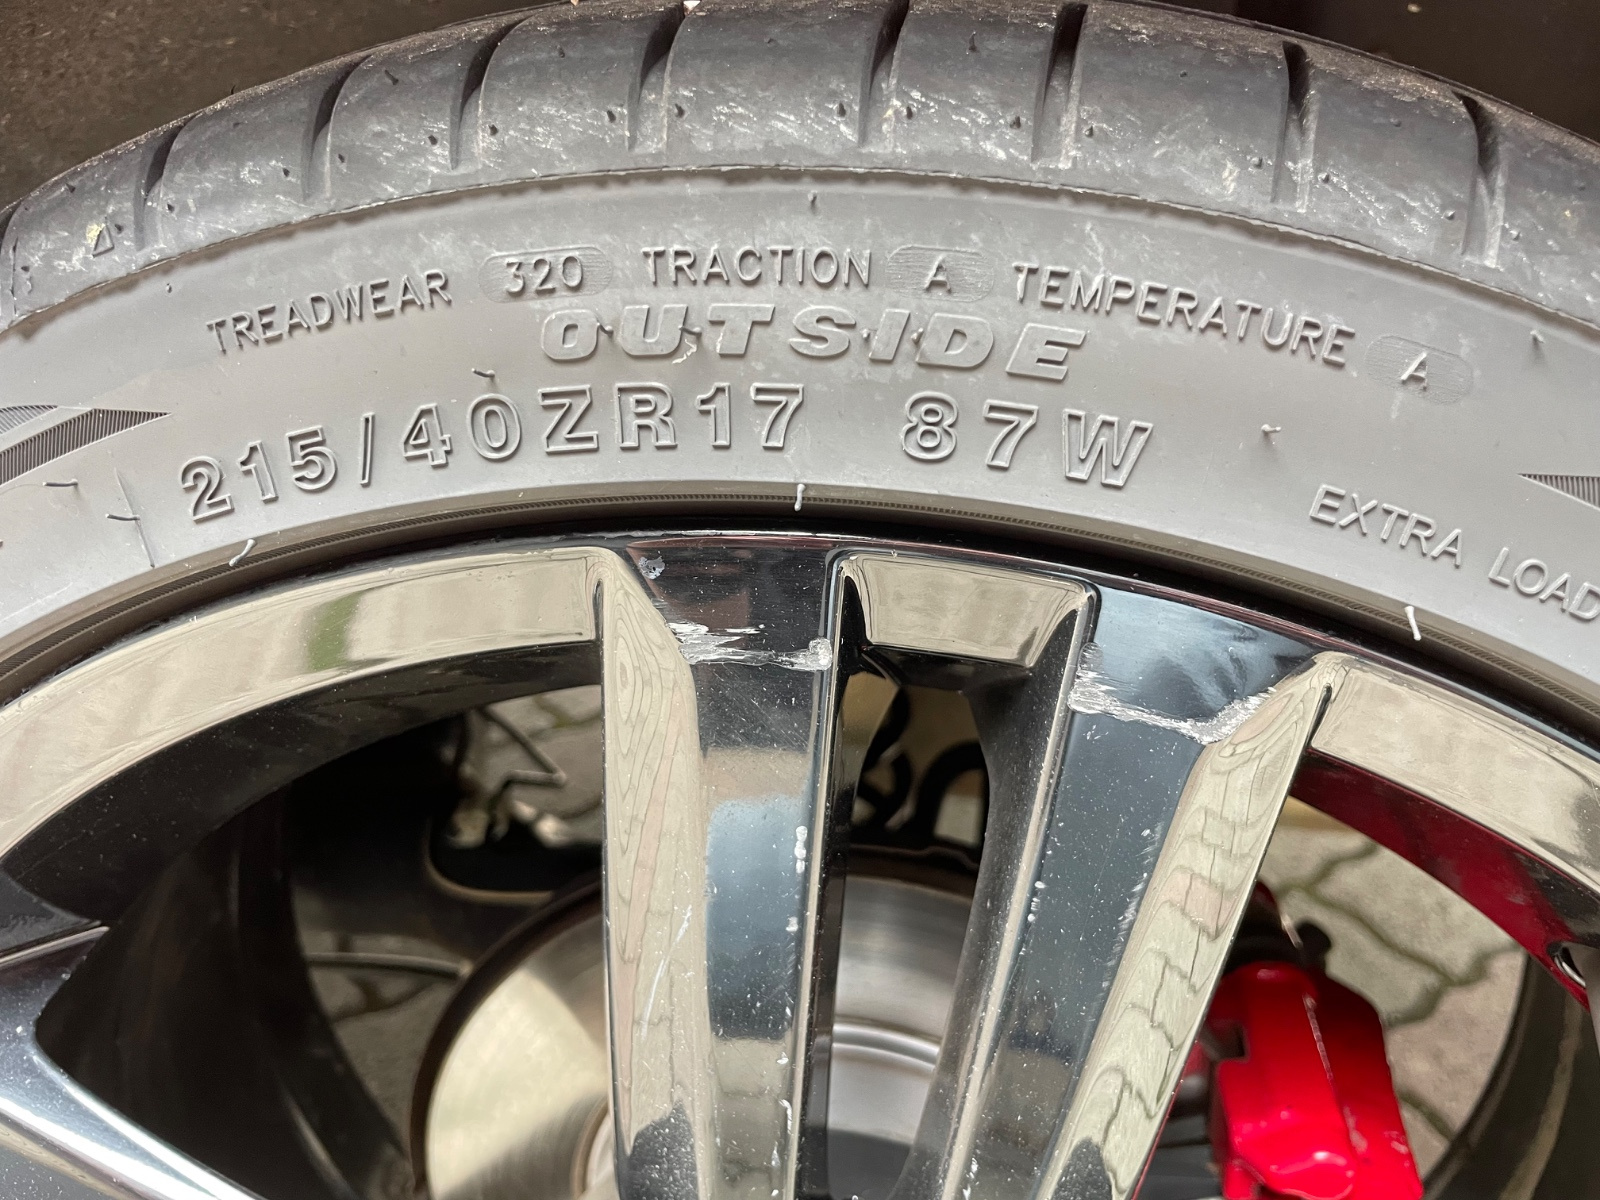 TREADWEAR 320 TRACTION A TEMPERATURE A
OUTSIDE
215/40ZR17 87W
EXTRA LOAD